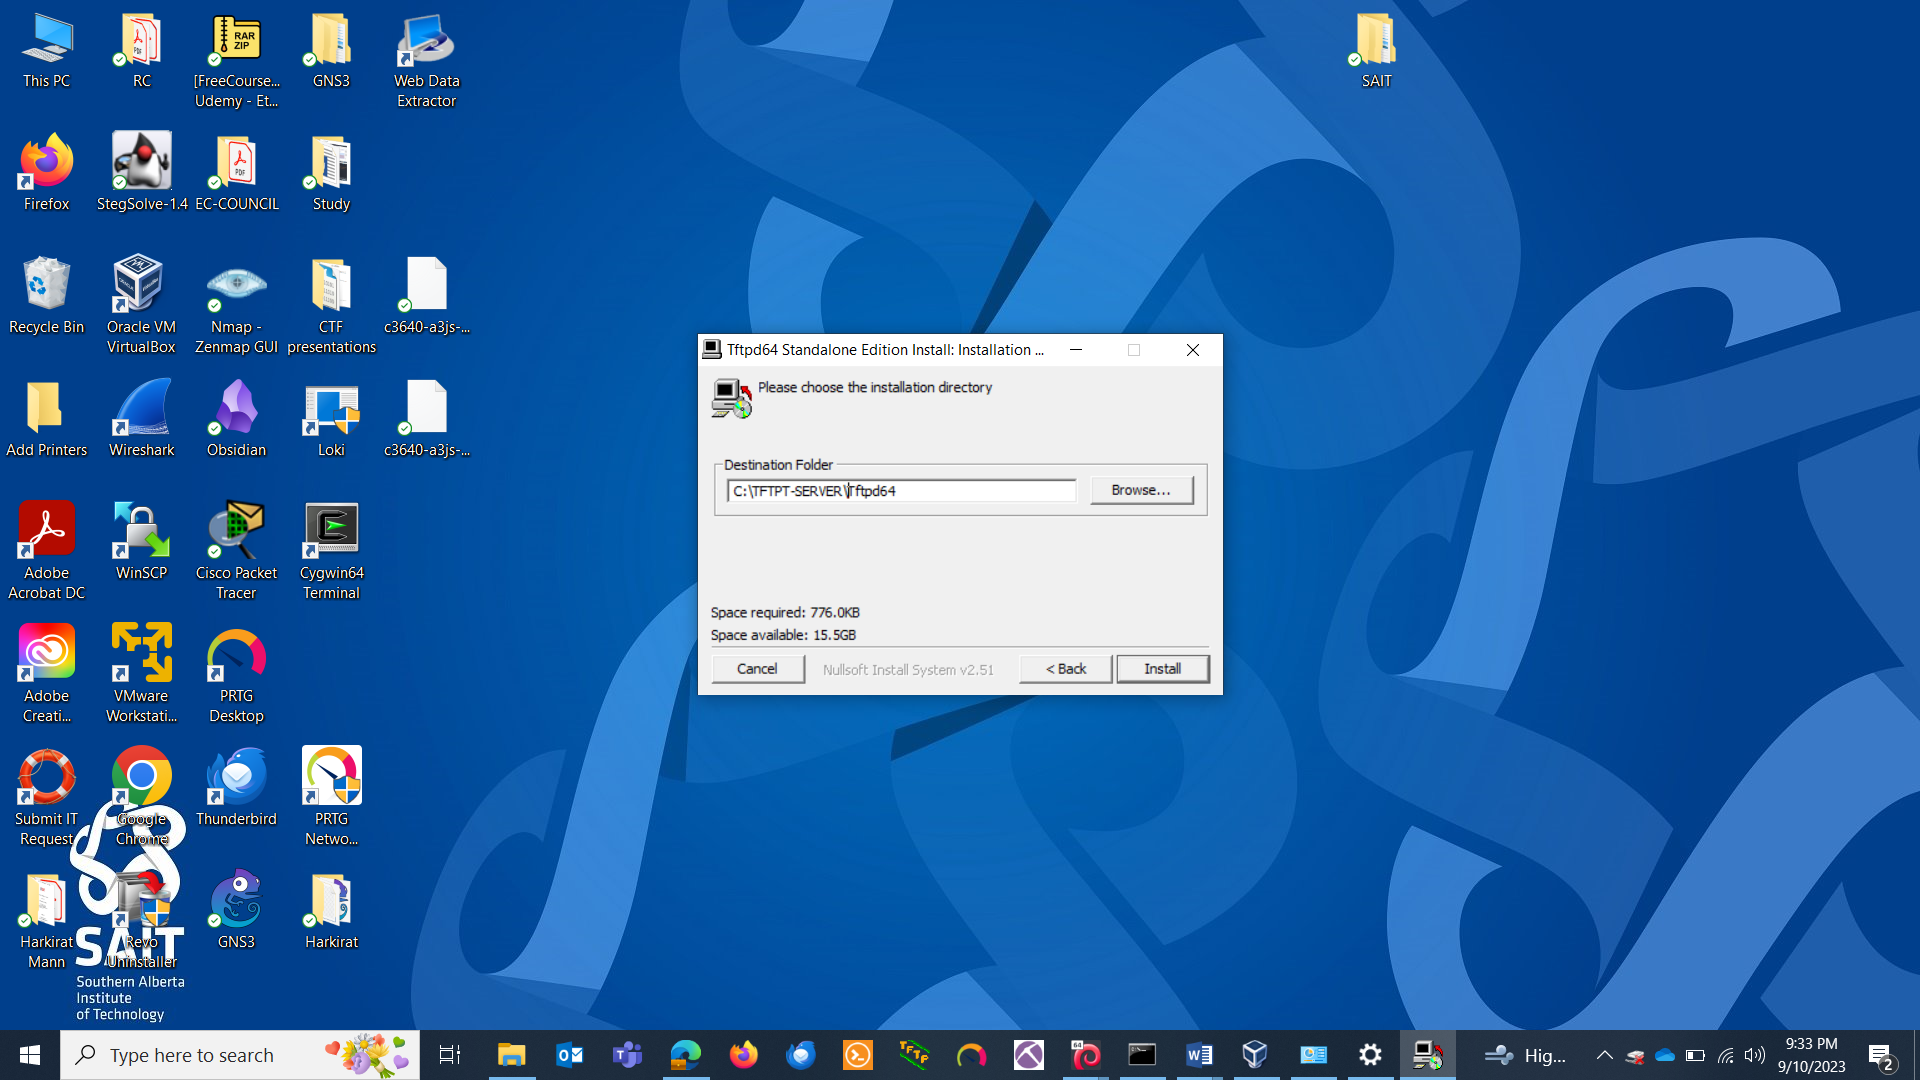 This PC
RC
RAR
ZIP
[FreeCourse...
Udemy - Et...
GNS3
Web Data
Extractor
SAIT
Firefox
StegSolve-1.4
EC-COUNCIL
Study
Recycle Bin
Oracle VM
VirtualBox
Nmap -
Zenmap GUI
CTF
presentations
c3640-a3js-...
Add Printers
Wireshark
Obsidian
Loki
c3640-a3js-...
Adobe
Acrobat DC
WinSCP
Cisco Packet
Tracer
Cygwin64
Terminal
Adobe
Creati...
VMware
Workstati...
PRTG
Desktop
Submit IT
Request
Google
Chrome
Thunderbird
PRTG
Netwo...
Harkirat
Mann
Revo
Uninstaller
GNS3
Harkirat
SAIT
Southern Alberta
Institute
of Technology
Tftpd64 Standalone Edition Install: Installation ...
Please choose the installation directory
Destination Folder
C:\TFTPT-SERVER\Tftpd64
Browse...
Space required: 776.0KB
Space available: 15.5GB
Cancel
Nullsoft Install System v2.51
< Back
Install
Type here to search
Hig...
9:33 PM
9/10/2023
2